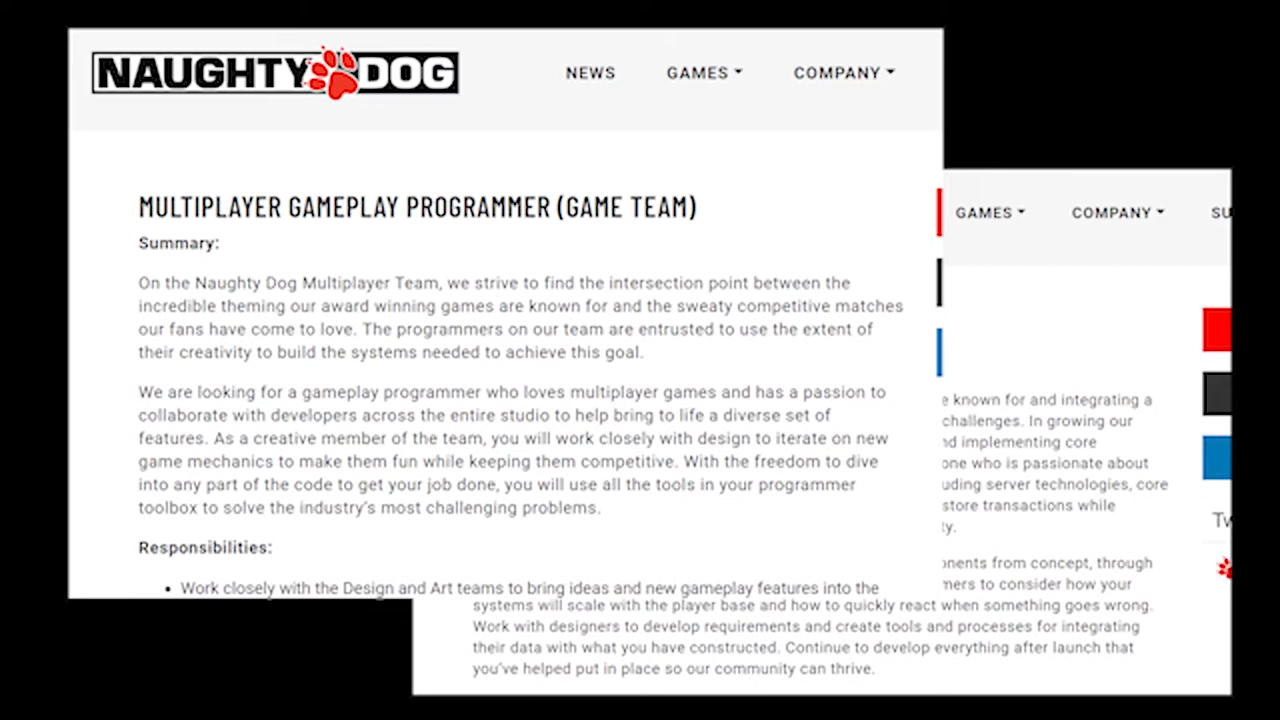 NAUGHTY DOG
NEWS
GAMES
COMPANY
MULTIPLAYER GAMEPLAY PROGRAMMER (GAME TEAM)
Summary:
On the Naughty Dog Multiplayer Team, we strive to find the intersection point between the
incredible theming our award winning games are known for and the sweaty competitive matches
our fans have come to love. The programmers on our team are entrusted to use the extent of
their creativity to build the systems needed to achieve this goal.
We are looking for a gameplay programmer who loves multiplayer games and has a passion to
collaborate with developers across the entire studio to help bring to life a diverse set of
features. As a creative member of the team, you will work closely with design to iterate on new
game mechanics to make them fun while keeping them competitive. With the freedom to dive
into any part of the code to get your job done, you will use all the tools in your programmer
toolbox to solve the industry's most challenging problems.
Responsibilities:
• Work closely with the Design and Art teams to bring ideas and new gameplay features into the
GAMES
COMPANY
SU
known for and integrating a
challenges. In growing our
nd implementing core
one who is passionate about
uding server technologies, core
store transactions while
ty.
Tw
onents from concept, through
mers to consider how your
systems will scale with the player base and how to quickly react when something goes wrong.
Work with designers to develop requirements and create tools and processes for integrating
their data with what you have constructed. Continue to develop everything after launch that
you've helped put in place so our community can thrive.